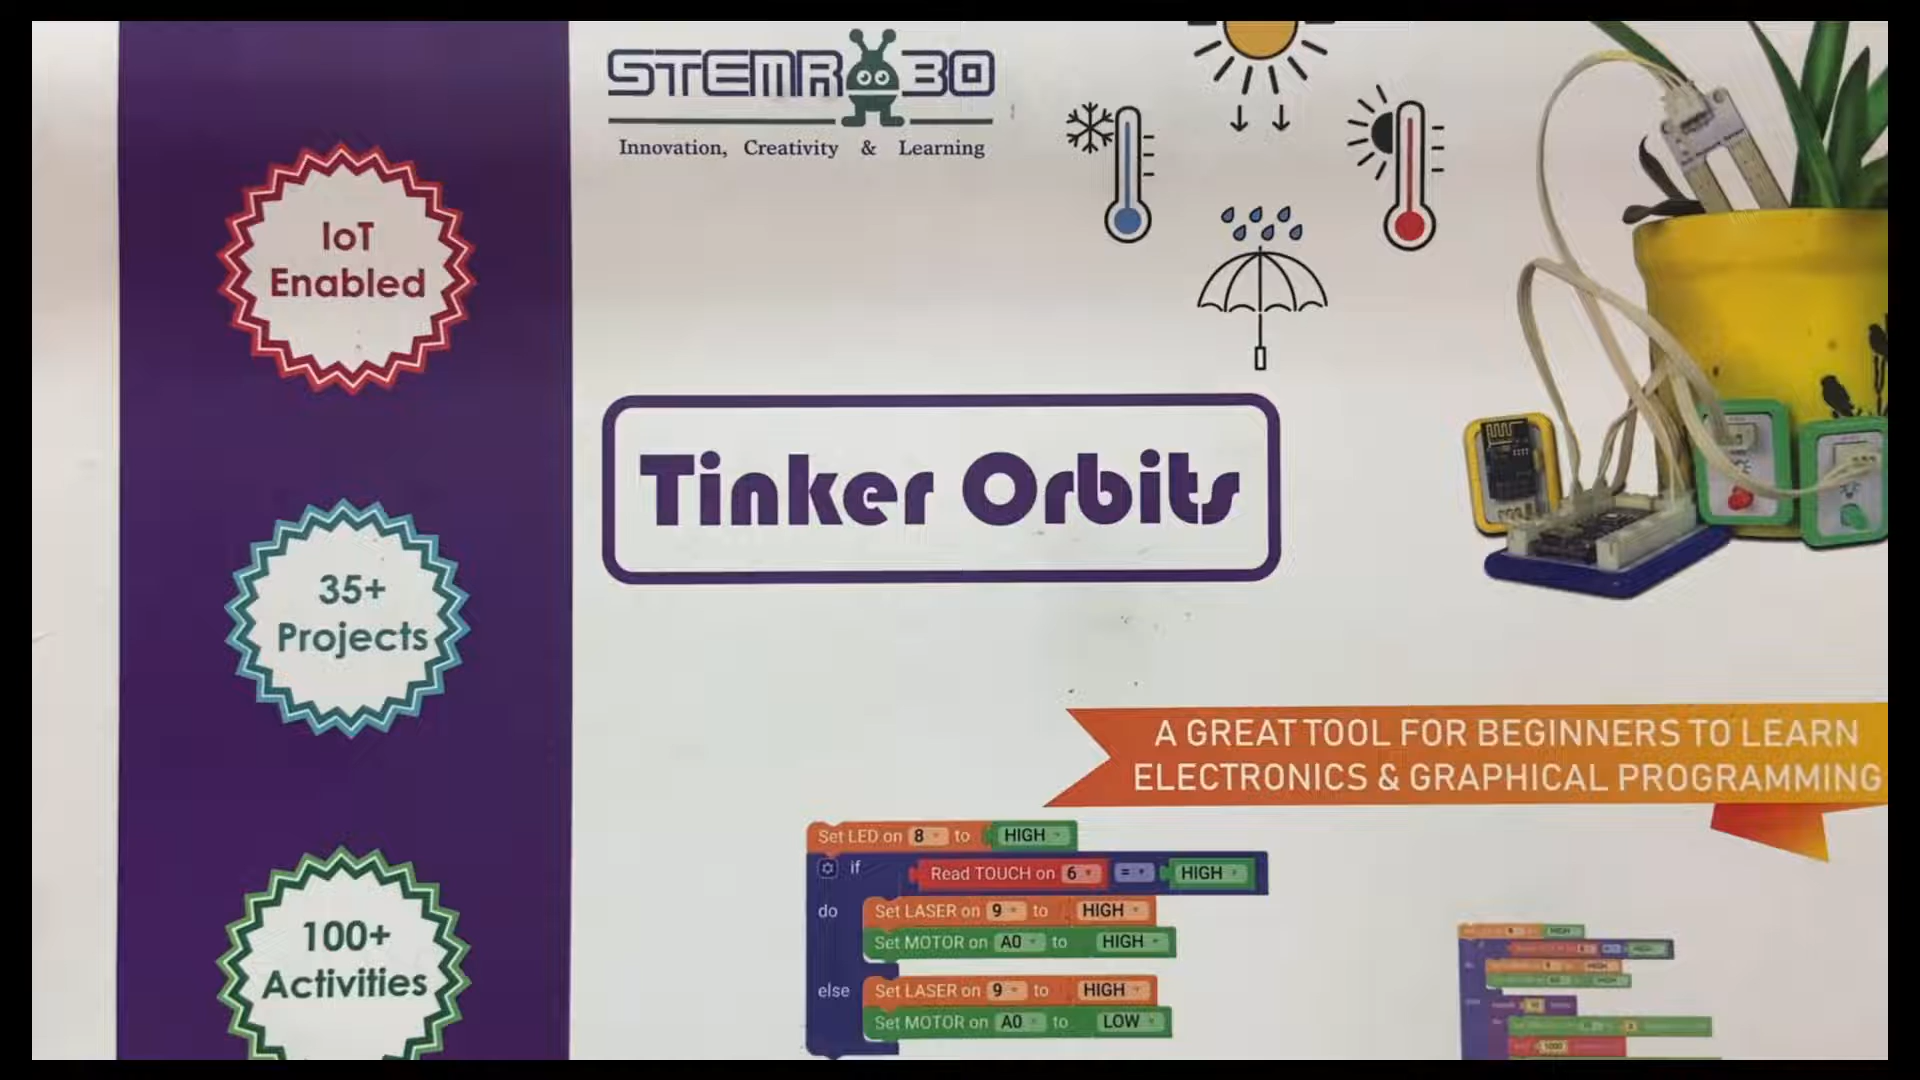 STEMROBO
Innovation, Creativity & Learning
IoT
Enabled
35+
Projects
100+
Activities
Tinker Orbits
A GREAT TOOL FOR BEGINNERS TO LEARN
ELECTRONICS & GRAPHICAL PROGRAMMING
Set LED on 8 to HIGH
if Read TOUCH on 6 = HIGH
do Set LASER on 9 to HIGH
Set MOTOR on A0 to HIGH
else Set LASER on 9 to HIGH
Set MOTOR on A0 to LOW
1000